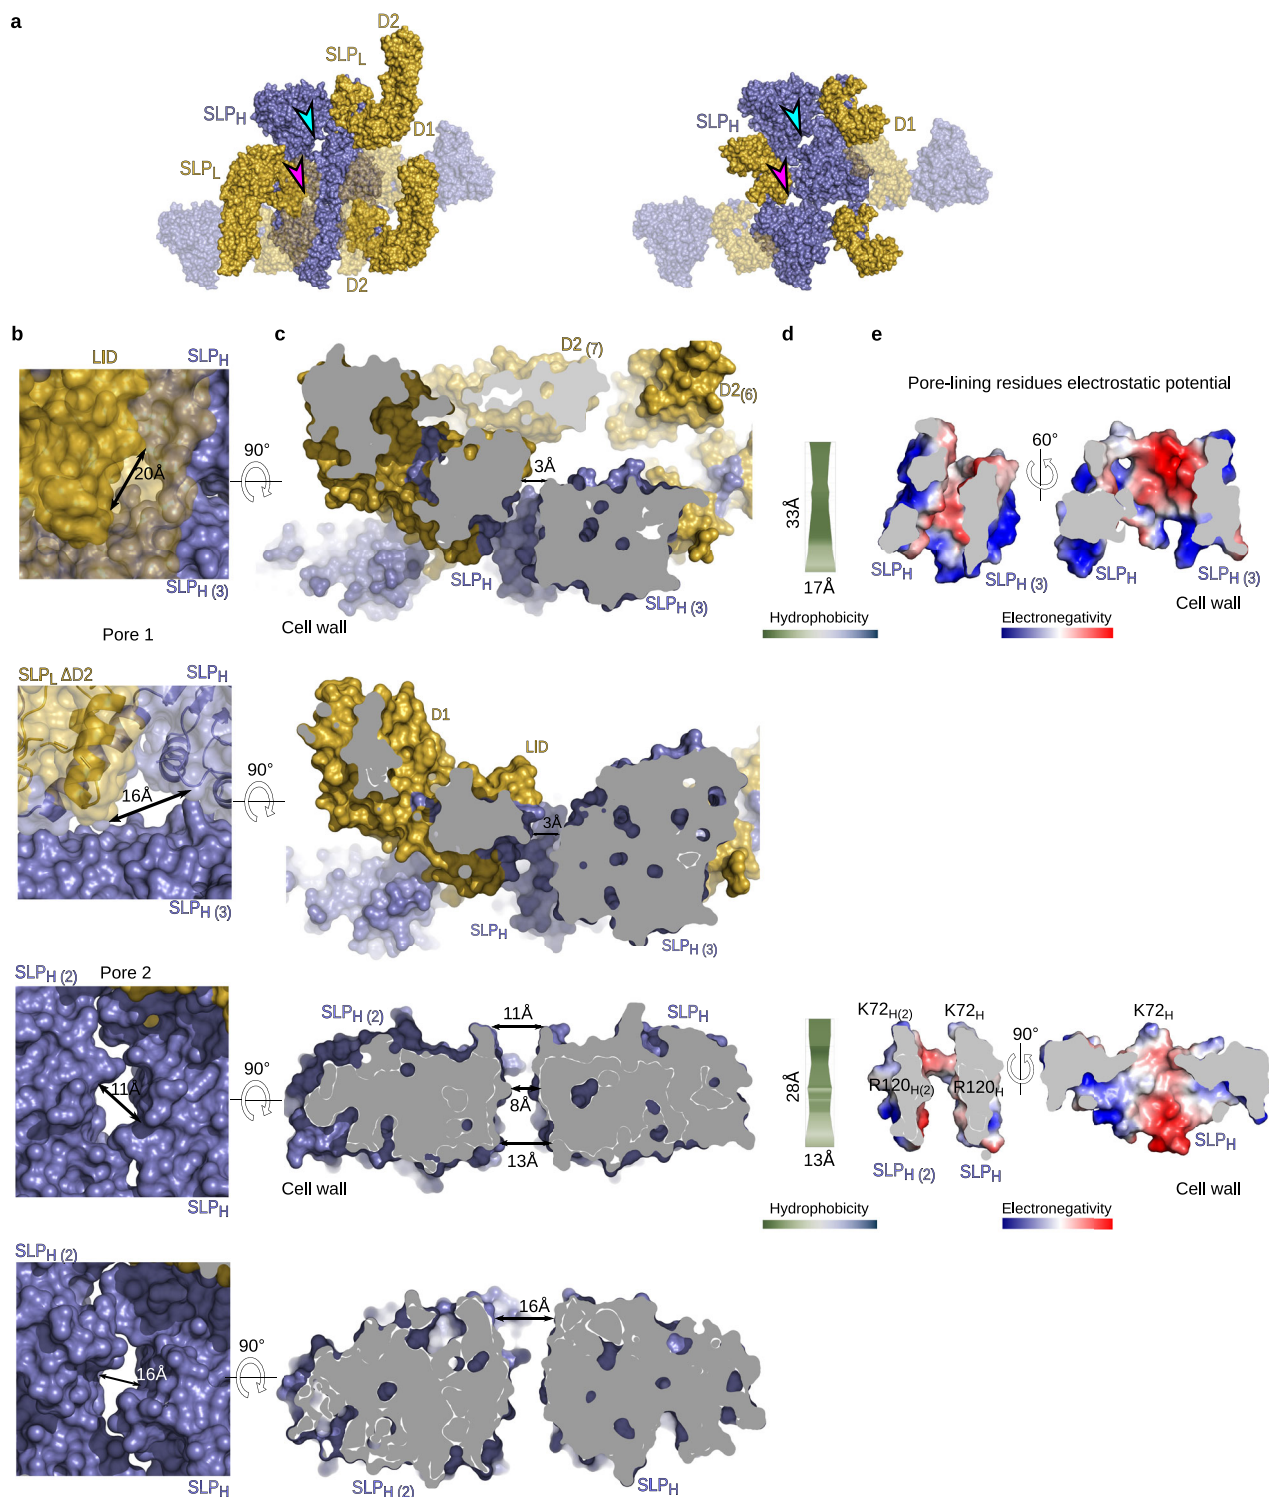 a
D2
SLPL
SLPH
D1
SLPL
D2
SLPH
D1
b
LID
SLPH
20Å
SLPH (3)
90°
c
D2 (7)
D2(6)
3Å
SLPH
SLPH (3)
Cell wall
d
33Å
17Å
Hydrophobicity
e
Pore-lining residues electrostatic potential
60°
SLPH
SLPH (3)
SLPH
SLPH (3)
Cell wall
Electronegativity
Pore 1
SLPL ΔD2
SLPH
16Å
SLPH (3)
90°
D1
LID
3Å
SLPH
SLPH (3)
SLPH (2)
Pore 2
11Å
SLPH
90°
SLPH (2)
11Å
SLPH
8Å
13Å
Cell wall
28Å
13Å
Hydrophobicity
K72H(2)
K72H
R120H(2)
R120H
SLPH (2)
SLPH
90°
K72H
SLPH
Cell wall
Electronegativity
SLPH (2)
16Å
SLPH
90°
16Å
SLPH (2)
SLPH